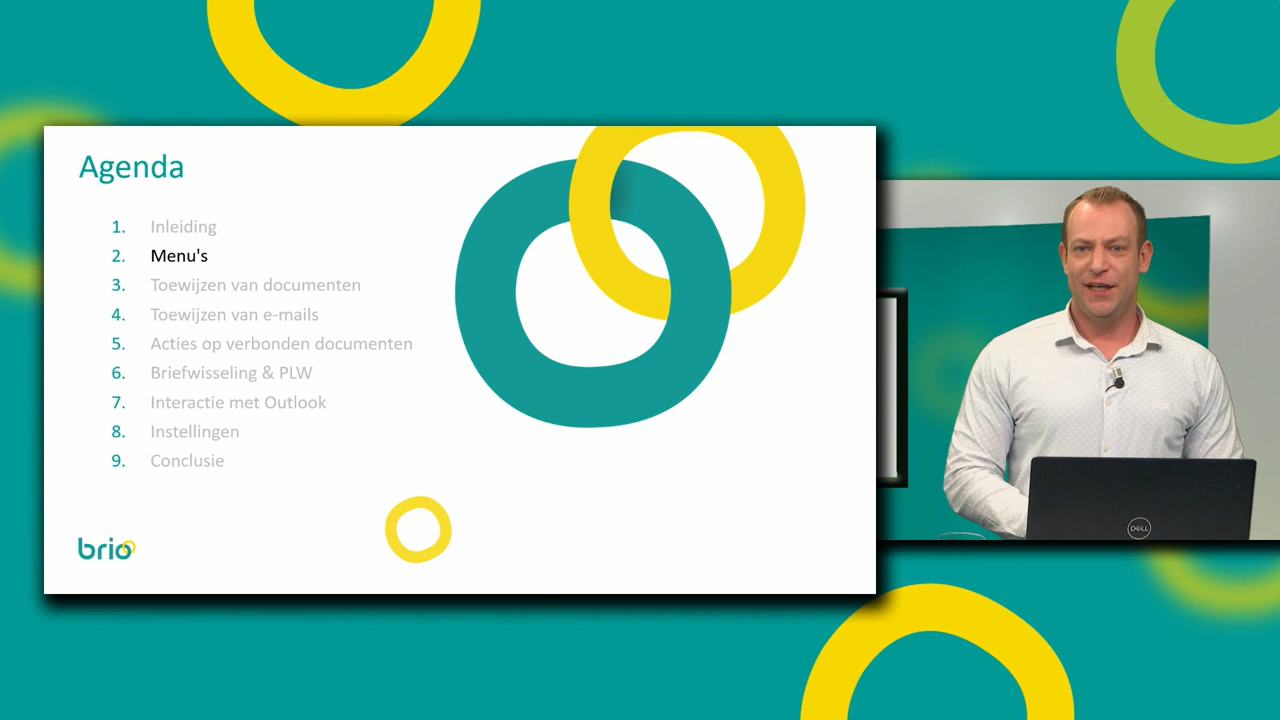 Agenda
1. Inleiding
2. Menu's
3. Toewijzen van documenten
4. Toewijzen van e-mails
5. Acties op verbonden documenten
6. Briefwisseling & PLW
7. Interactie met Outlook
8. Instellingen
9. Conclusie
brio
DELL